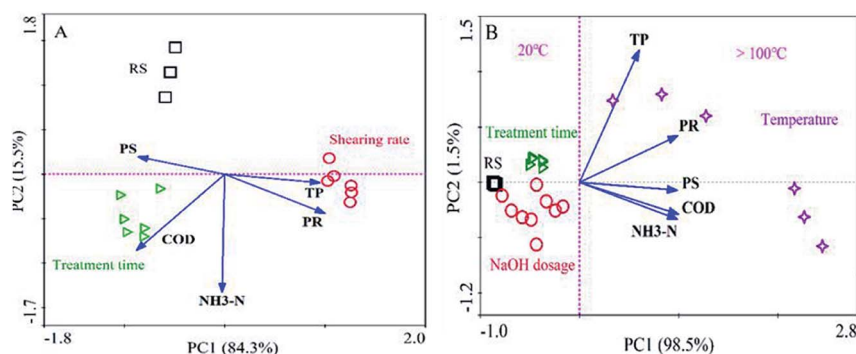 A
1.8
RS
PS
Shearing rate
TP
PR
COD
Treatment time
NH3-N
PC2 (15.5%)
-1.7
-1.8
PC1 (84.3%)
2.0
B
1.5
20℃
TP
> 100℃
PR
Temperature
Treatment time
RS
PS
COD
NH3-N
NaOH dosage
PC2 (1.5%)
-1.2
-1.0
PC1 (98.5%)
2.8